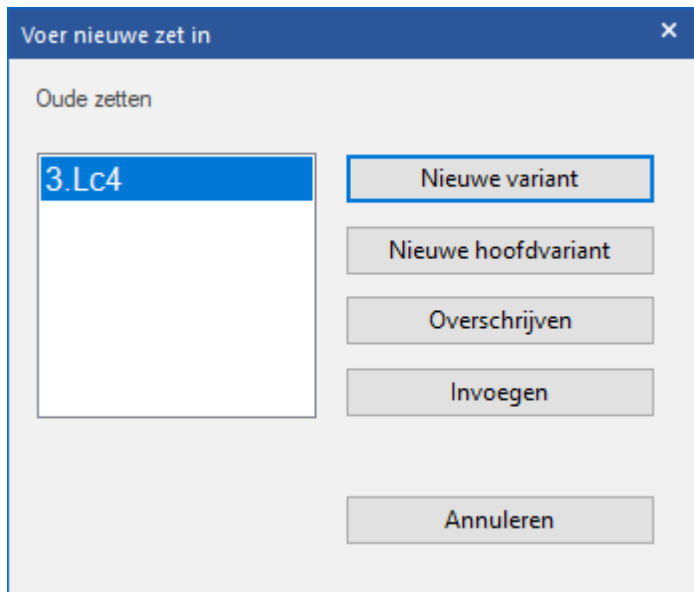 Voer nieuwe zet in
Oude zetten
3.Lc4
Nieuwe variant
Nieuwe hoofdvariant
Overschrijven
Invoegen
Annuleren